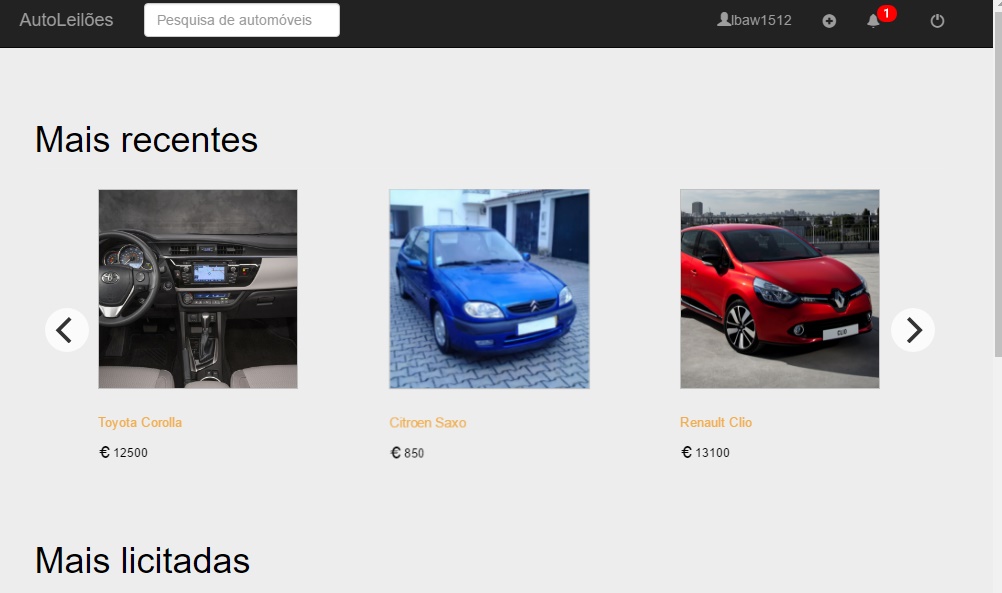 AutoLeilões
Pesquisa de automóveis
lbaw1512
1
Mais recentes
Toyota Corolla
€ 12500
Citroen Saxo
€ 850
CLIO
Renault Clio
€ 13100
Mais licitadas